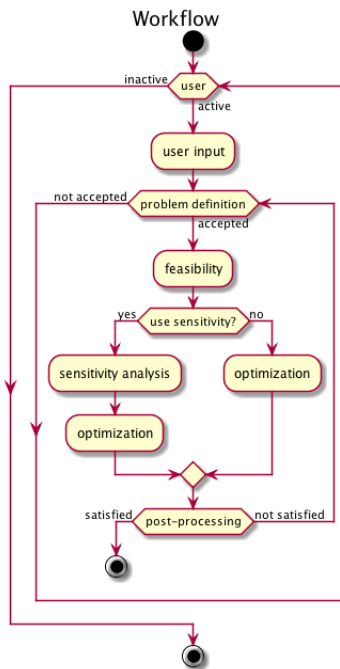 Workflow
inactive
user
active
user input
not accepted
problem definition
accepted
feasibility
yes
use sensitivity?
no
sensitivity analysis
optimization
optimization
satisfied
post-processing
not satisfied